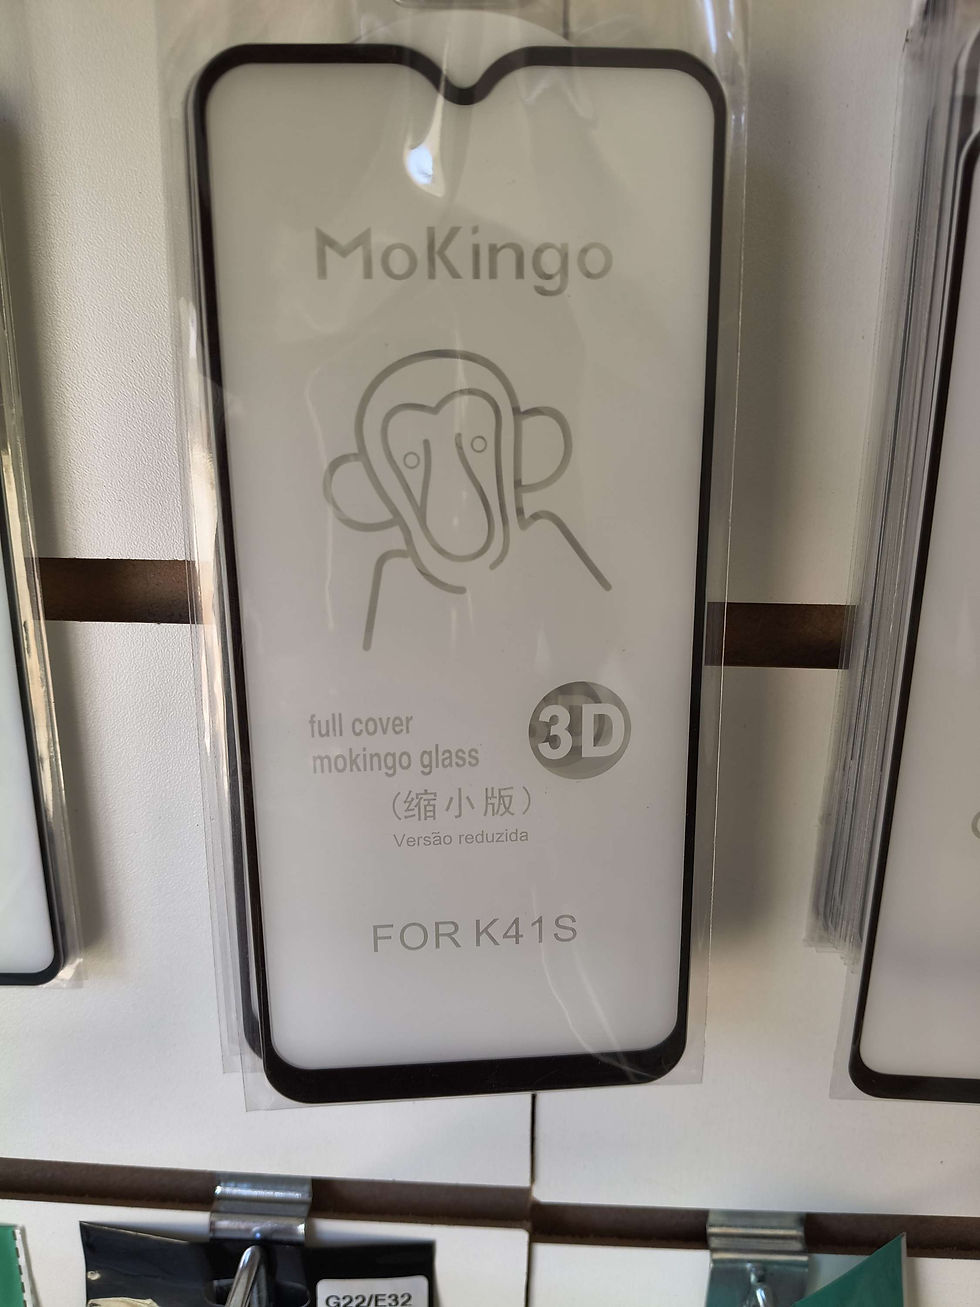 MoKingo
full cover
mokingo glass
3D
(缩小版)
Versão reduzida
FOR K41S
G22/E32